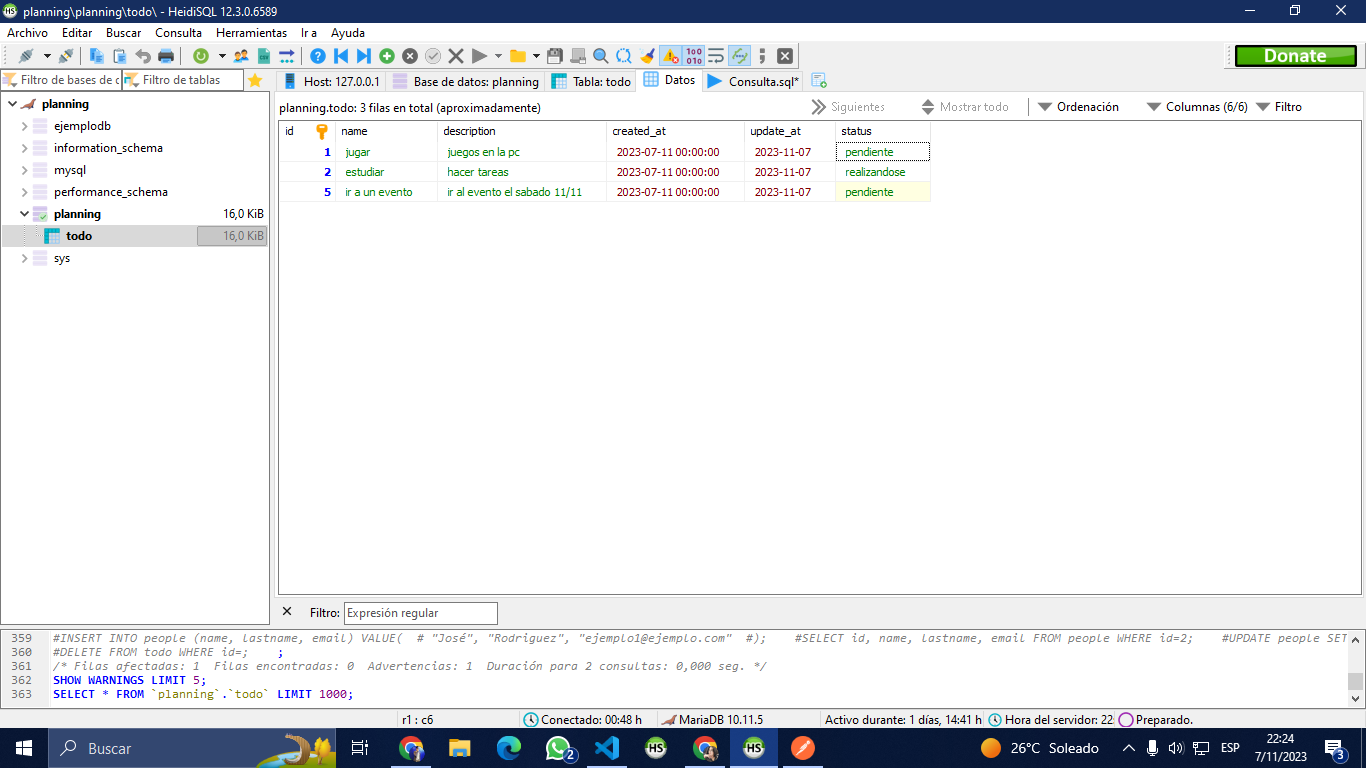 planning\planning\todo\ - HeidiSQL 12.3.0.6589
Archivo Editar Buscar Consulta Herramientas Ir a Ayuda
Donate
Filtro de bases de d Filtro de tablas
Host: 127.0.0.1 Base de datos: planning Tabla: todo Datos Consulta.sql*
planning
ejemplodb
information_schema
mysql
performance_schema
planning 16,0 KiB
todo 16,0 KiB
sys
planning.todo: 3 filas en total (aproximadamente) Siguientes Mostrar todo Ordenación Columnas (6/6) Filtro
id name description created_at update_at status
1 jugar juegos en la pc 2023-07-11 00:00:00 2023-11-07 pendiente
2 estudiar hacer tareas 2023-07-11 00:00:00 2023-11-07 realizandose
5 ir a un evento ir al evento el sabado 11/11 2023-07-11 00:00:00 2023-11-07 pendiente
Filtro: Expresión regular
359 #INSERT INTO people (name, lastname, email) VALUE( # "José", "Rodriguez", "ejemplo1@ejemplo.com" #); #SELECT id, name, lastname, email FROM people WHERE id=2; #UPDATE people SET
360 #DELETE FROM todo WHERE id=; ;
361 /* Filas afectadas: 1 Filas encontradas: 0 Advertencias: 1 Duración para 2 consultas: 0,000 seg. */
362 SHOW WARNINGS LIMIT 5;
363 SELECT * FROM `planning`.`todo` LIMIT 1000;
r1 : c6 Conectado: 00:48 h MariaDB 10.11.5 Activo durante: 1 días, 14:41 h Hora del servidor: 22 Preparado.
Buscar
2
26°C Soleado
ESP
22:24
7/11/2023
3